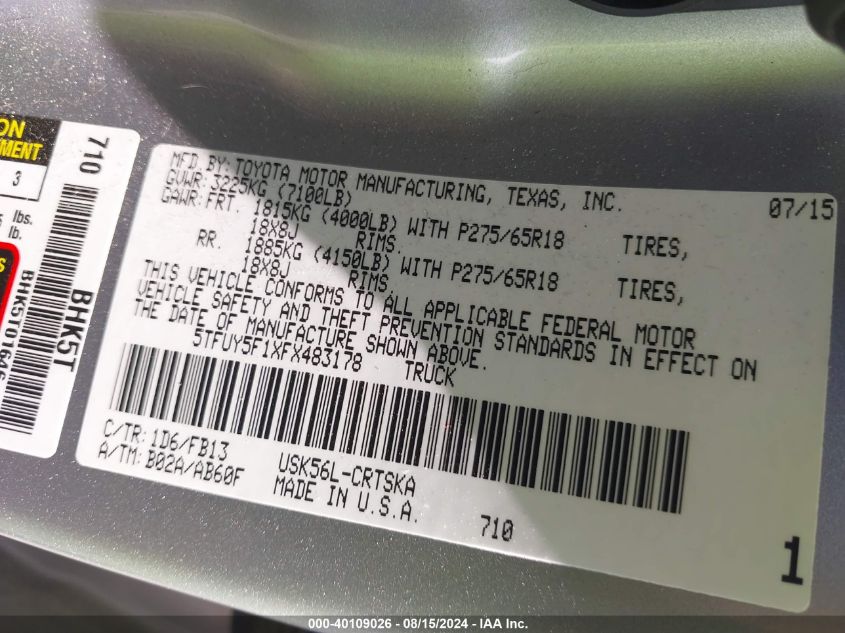 ON
MENT
3
lbs.
lb.
S
710
BHK5T
MFD. BY: TOYOTA MOTOR MANUFACTURING, TEXAS, INC. 07/15
GVWR: 3225KG (7100LB)
GAWR: FRT. 1815KG (4000LB) WITH P275/65R18 TIRES,
18X8J RIMS.
RR. 1885KG (4150LB) WITH P275/65R18 TIRES,
18X8J RIMS.
THIS VEHICLE CONFORMS TO ALL APPLICABLE FEDERAL MOTOR
VEHICLE SAFETY AND THEFT PREVENTION STANDARDS IN EFFECT ON
THE DATE OF MANUFACTURE SHOWN ABOVE.
5TFUY5F1XFX483178 TRUCK
C/TR: 1D6/FB13 USK56L-CRTSKA
A/TM: B02A/AB60F MADE IN U.S.A.
710
1
000-40109026 - 08/15/2024 - IAA Inc.